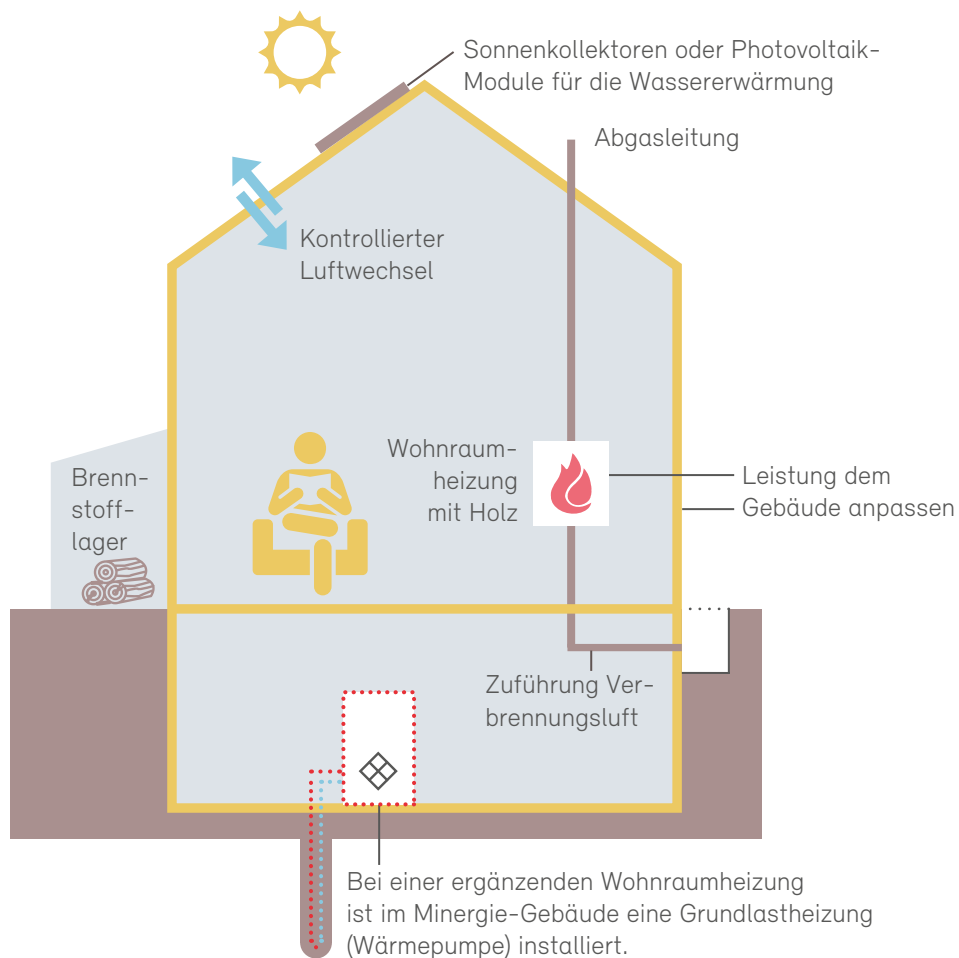 Sonnenkollektoren oder Photovoltaik-
Module für die Wassererwärmung
Abgasleitung
Kontrollierter
Luftwechsel
Wohnraum-
heizung
mit Holz
Brenn-
stoff-
lager
Leistung dem
Gebäude anpassen
Zuführung Ver-
brennungsluft
Bei einer ergänzenden Wohnraumheizung
ist im Minergie-Gebäude eine Grundlastheizung
(Wärmepumpe) installiert.